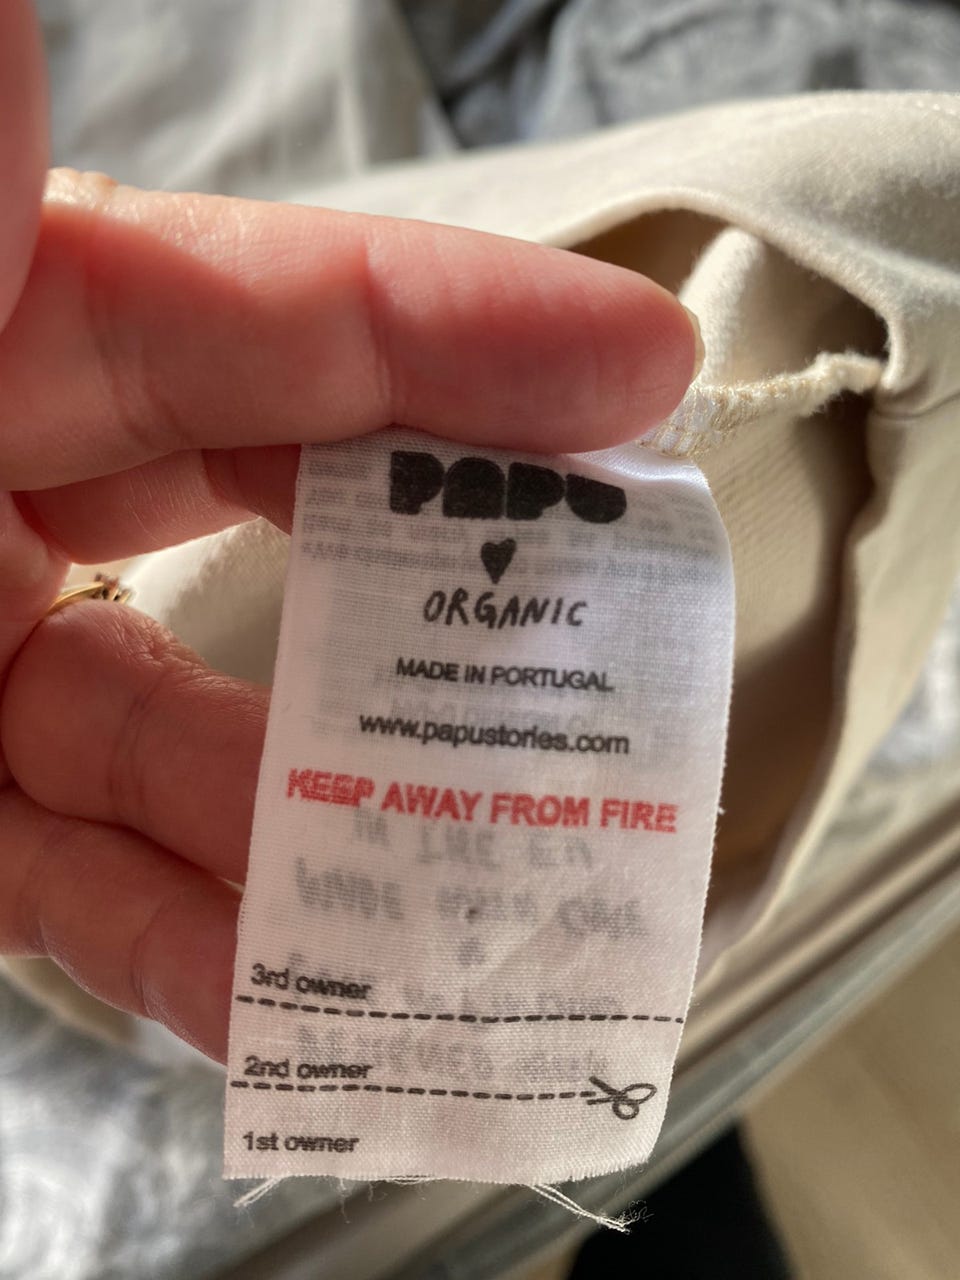 PAPU
ORGANIC
MADE IN PORTUGAL
www.papustories.com
KEEP AWAY FROM FIRE
3rd owner
2nd owner
1st owner